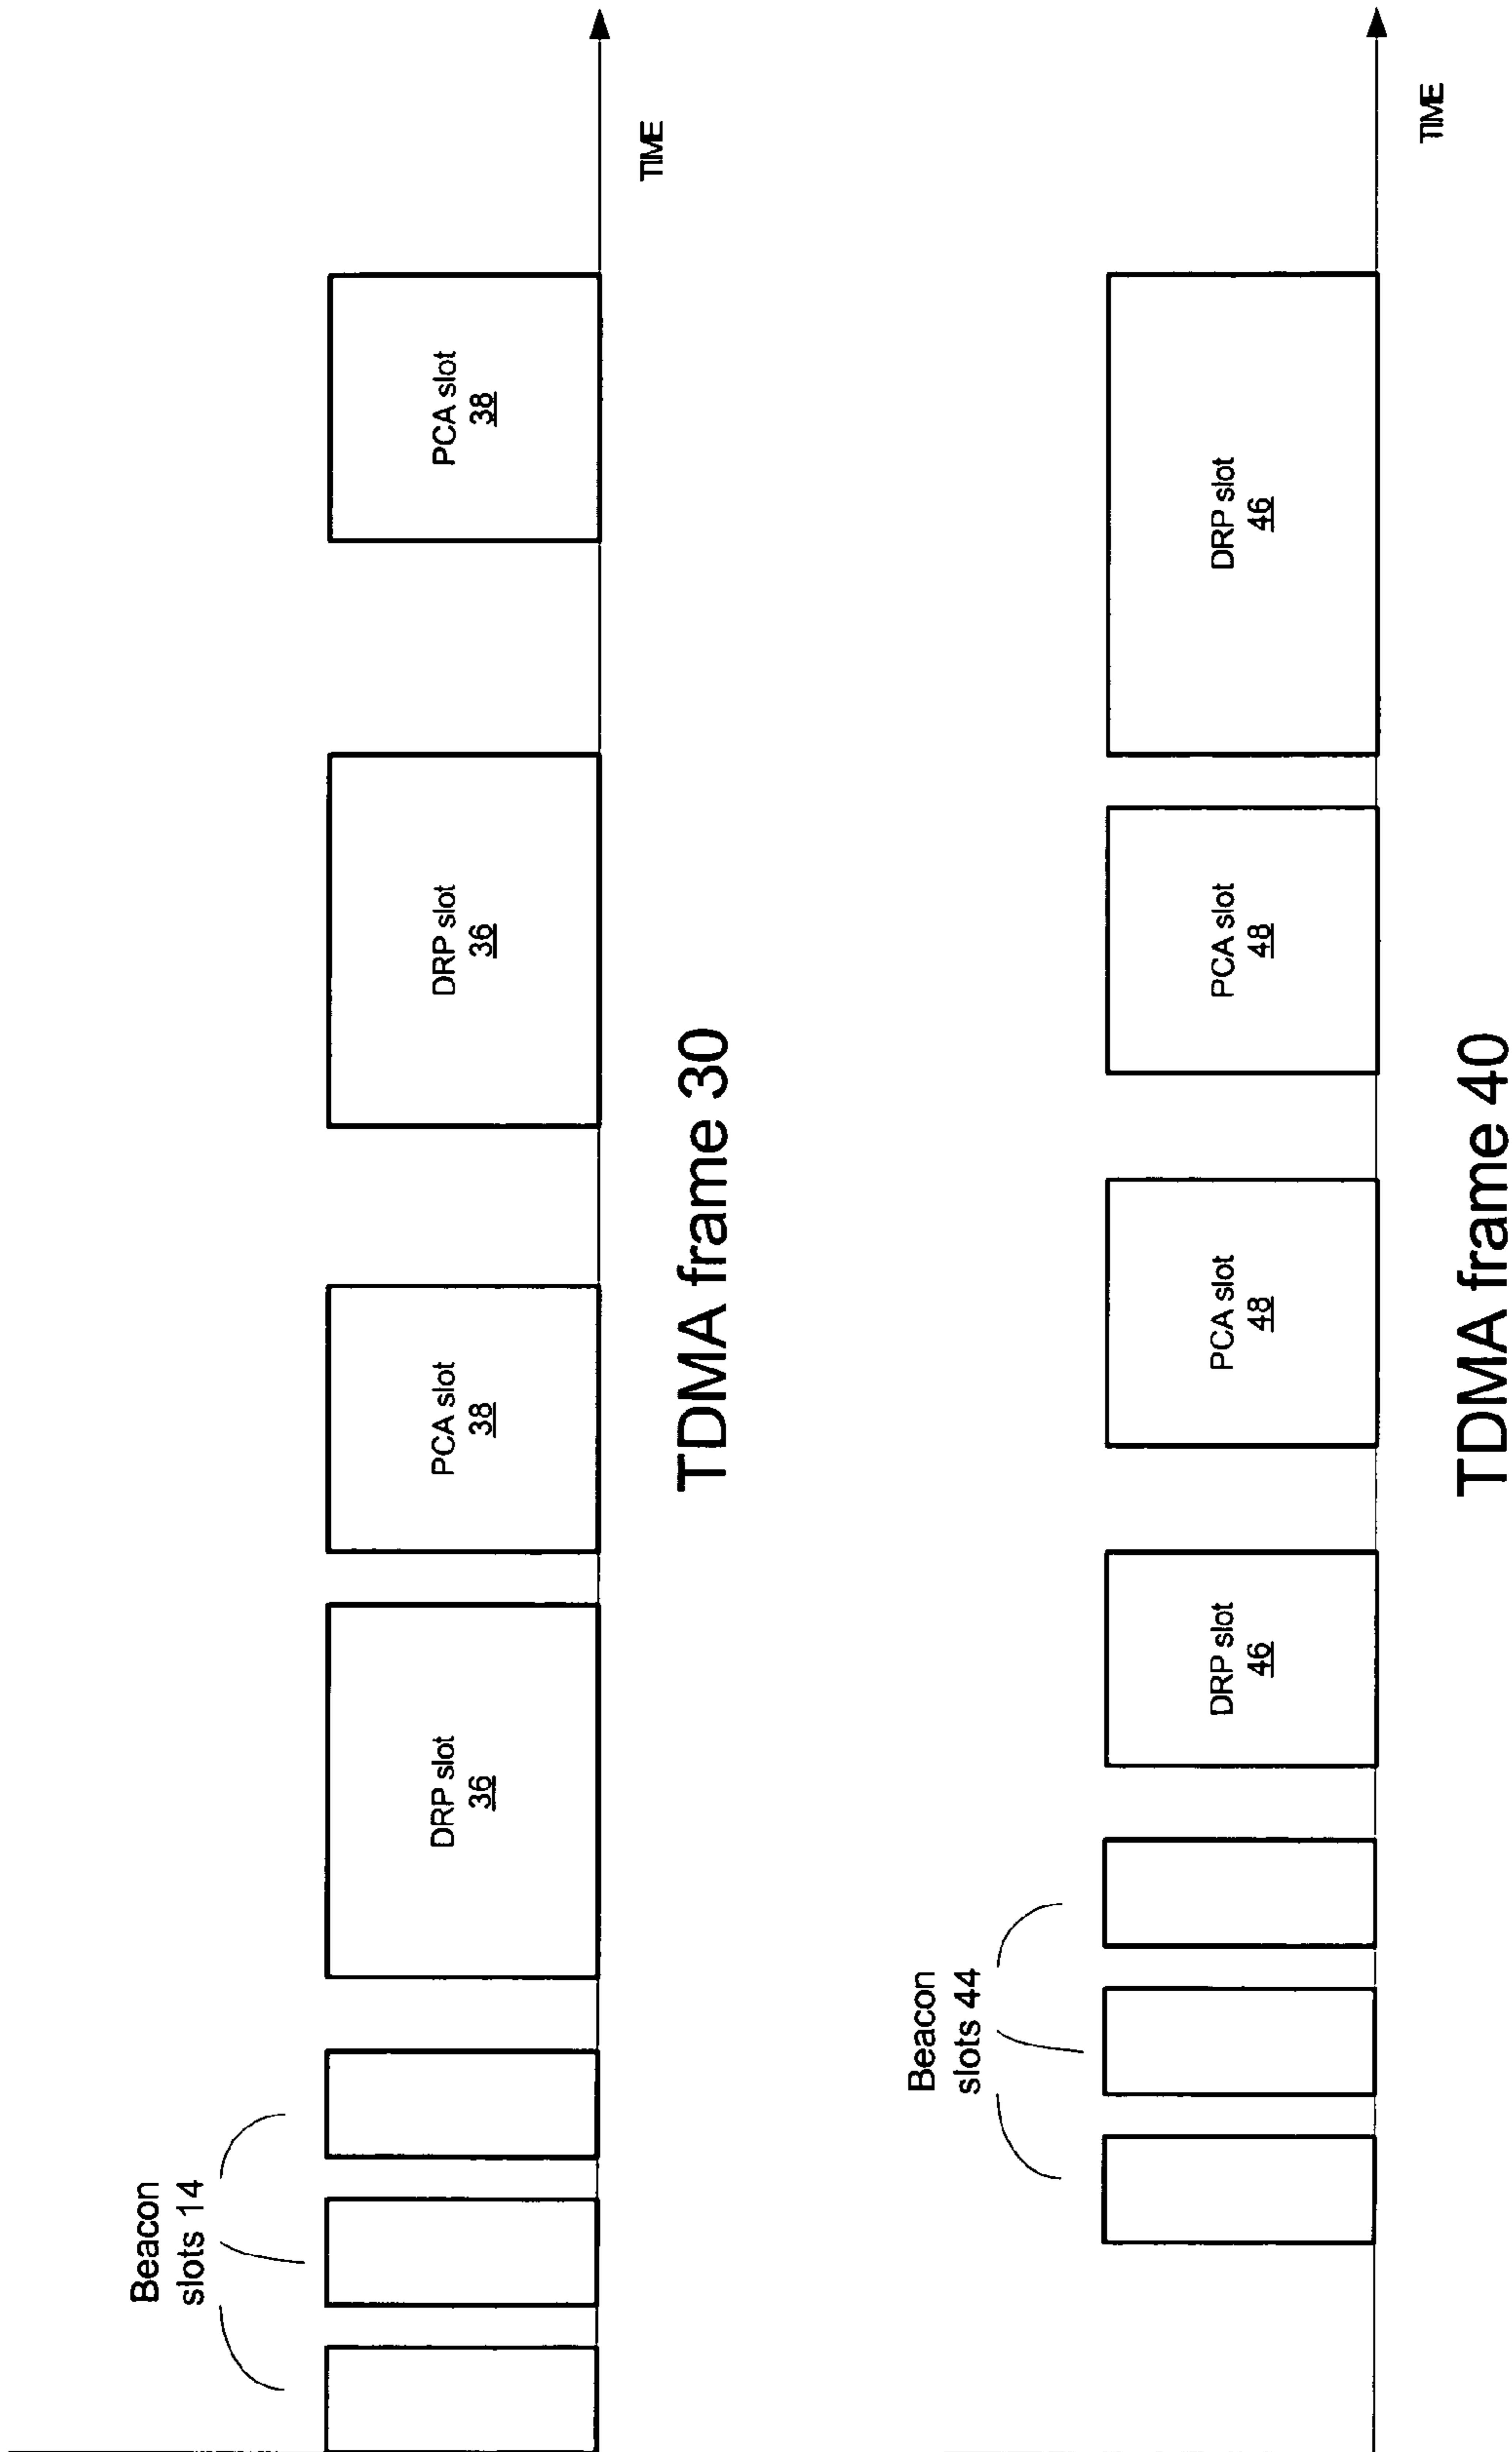 Beacon
slots 14
DRP slot
36
PCA slot
38
DRP slot
36
PCA slot
38
TIME
TDMA frame 30
Beacon
slots 44
DRP slot
46
PCA slot
48
PCA slot
48
DRP slot
46
TIME
TDMA frame 40